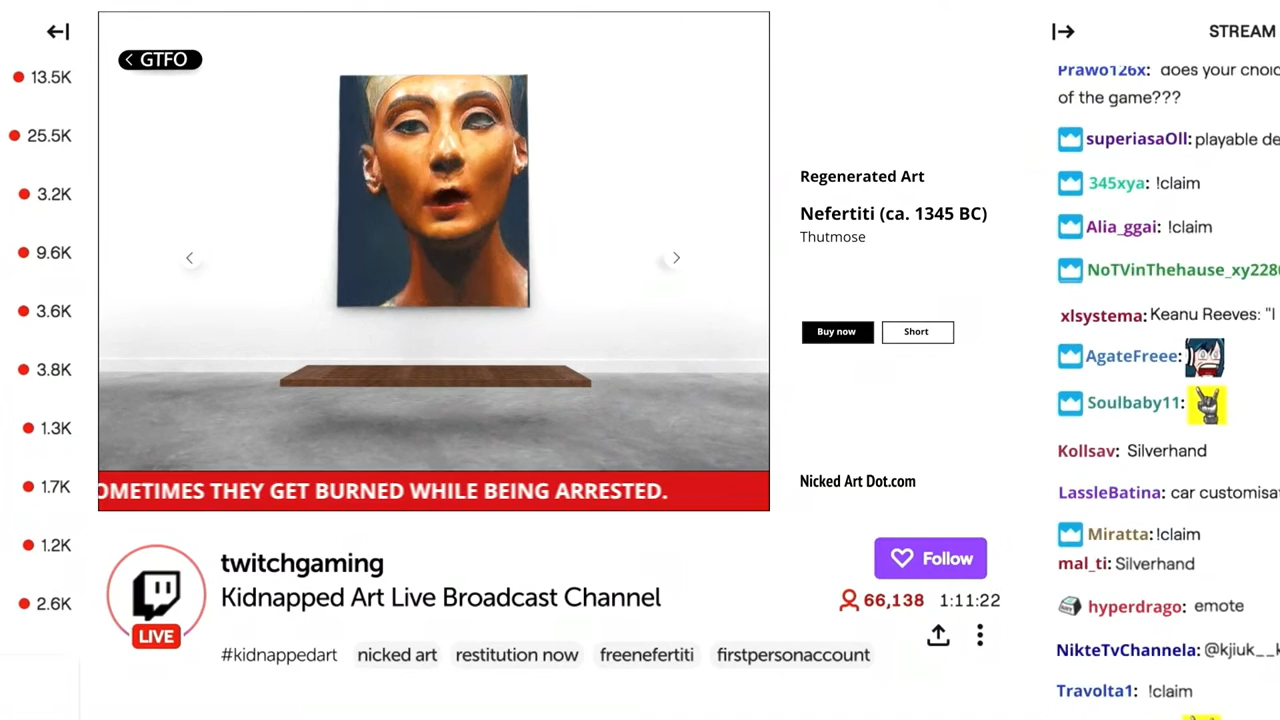 GTFO
13.5K
25.5K
3.2K
9.6K
3.6K
3.8K
1.3K
1.7K
1.2K
2.6K
Regenerated Art
Nefertiti (ca. 1345 BC)
Thutmose
Buy now
Short
Nicked Art Dot.com
OMETIMES THEY GET BURNED WHILE BEING ARRESTED.
twitchgaming
Kidnapped Art Live Broadcast Channel
LIVE
Follow
66,138 1:11:22
#kidnappedart nicked art restitution now freenefertiti firstpersonaccount
STREAM
Prawo126x: does your choic
of the game???
superiasaOll: playable de
345xya: !claim
Alia_ggai: !claim
NoTVinThehause_xy228
xlsystema: Keanu Reeves: "I
AgateFreee:
Soulbaby11:
Kollsav: Silverhand
LassleBatina: car customisa
Miratta: !claim
mal_ti: Silverhand
hyperdrago: emote
NikteTvChannela: @kjiuk__k
Travolta1: !claim